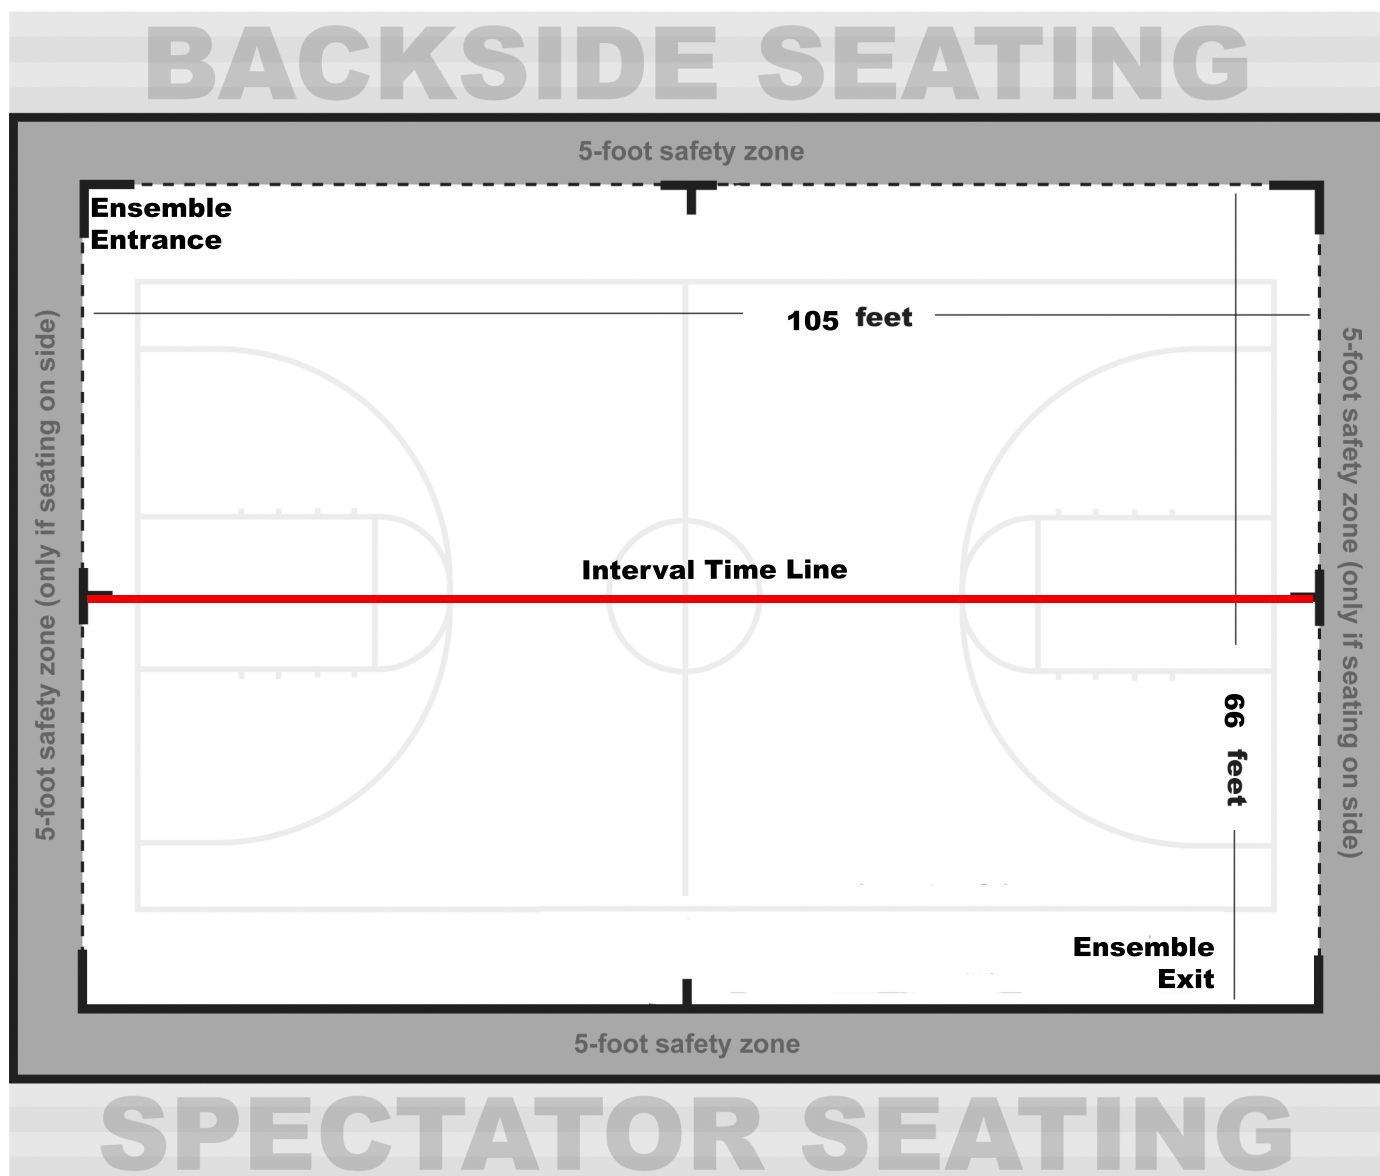 BACKSIDE SEATING
5-foot safety zone
Ensemble
Entrance
105 feet
5-foot safety zone (only if seating on side)
5-foot safety zone (only if seating on side)
Interval Time Line
66 feet
Ensemble
Exit
5-foot safety zone
SPECTATOR SEATING